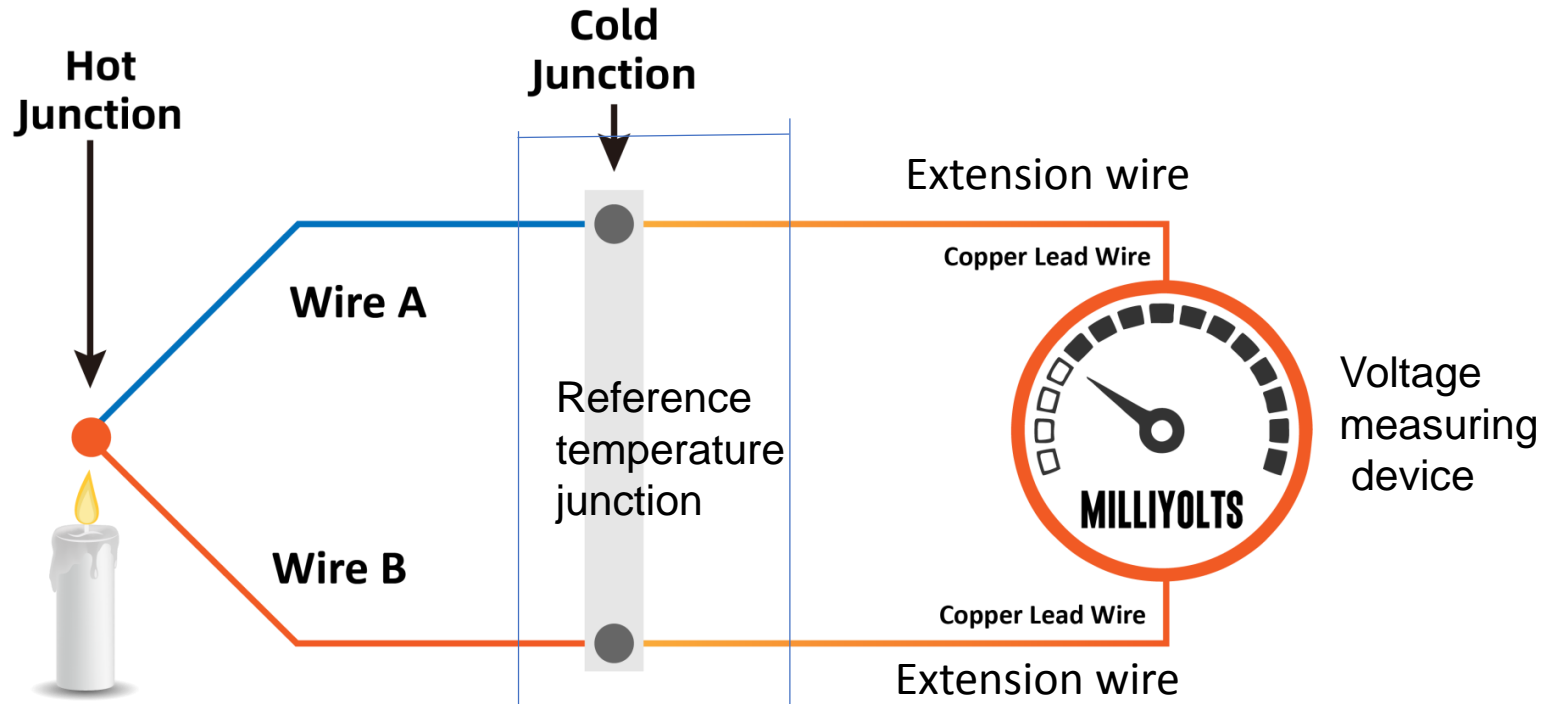 Cold
Junction
Hot
Junction
Extension wire
Copper Lead Wire
Wire A
Reference
temperature
junction
Voltage
measuring
device
MILLIYOLTS
Wire B
Copper Lead Wire
Extension wire